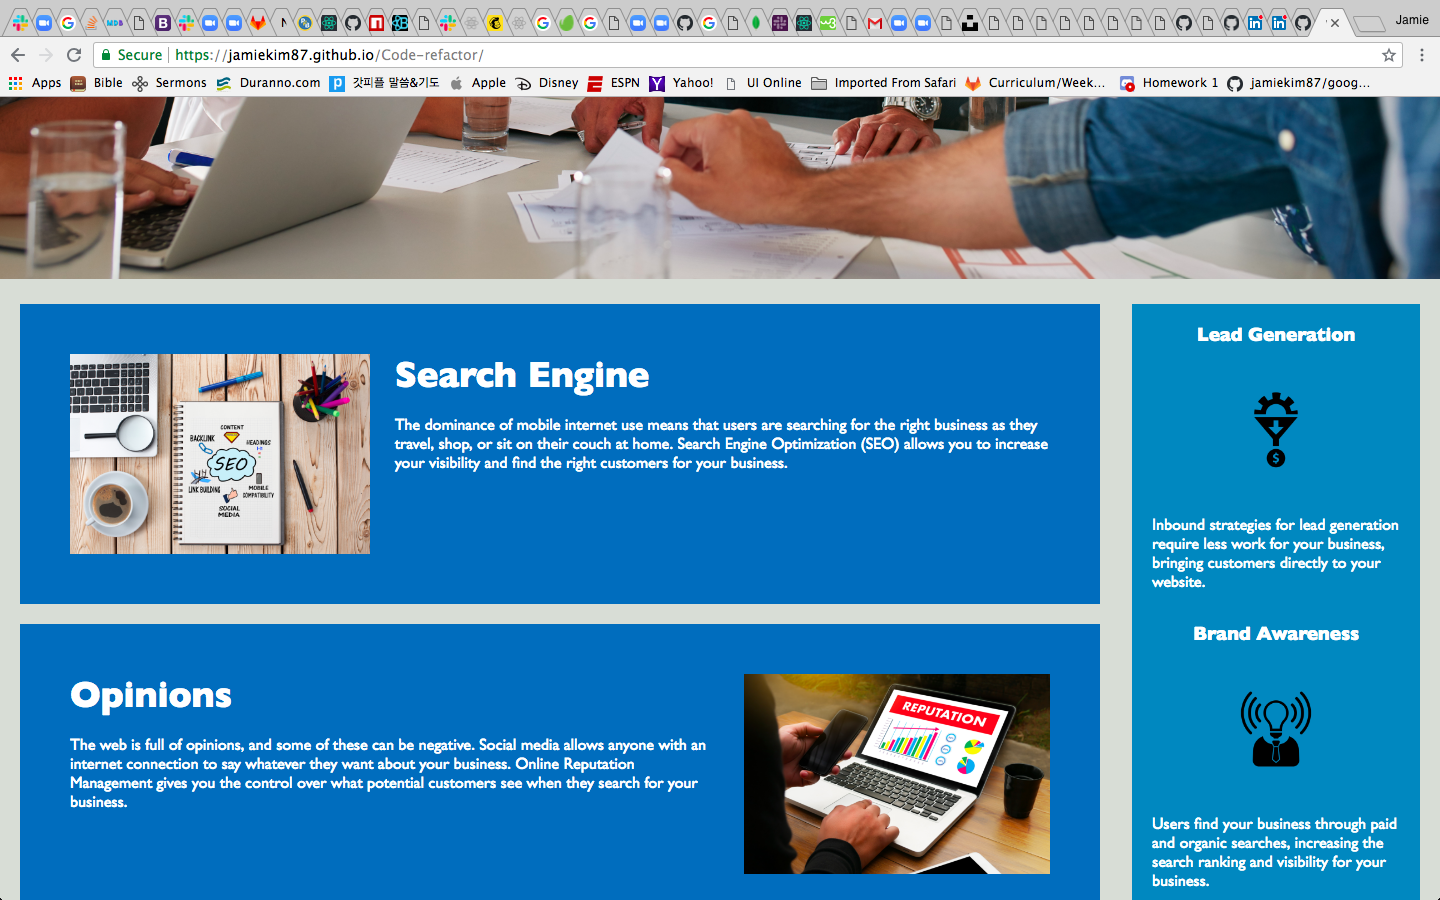 Jamie
Secure https://jamiekim87.github.io/Code-refactor/
Apps Bible Sermons Duranno.com 갓피플 말씀&기도 Apple Disney ESPN Yahoo! UI Online Imported From Safari Curriculum/Week... Homework 1 jamiekim87/goog...
Search Engine
The dominance of mobile internet use means that users are searching for the right business as they
travel, shop, or sit on their couch at home. Search Engine Optimization (SEO) allows you to increase
your visibility and find the right customers for your business.
CONTENT
BACKLINK
HEADINGS
SEO
LINK BUILDING
MOBILE
COMPATIBILITY
SOCIAL
MEDIA
Opinions
The web is full of opinions, and some of these can be negative. Social media allows anyone with an
internet connection to say whatever they want about your business. Online Reputation
Management gives you the control over what potential customers see when they search for your
business.
REPUTATION
Lead Generation
Inbound strategies for lead generation
require less work for your business,
bringing customers directly to your
website.
Brand Awareness
Users find your business through paid
and organic searches, increasing the
search ranking and visibility for your
business.